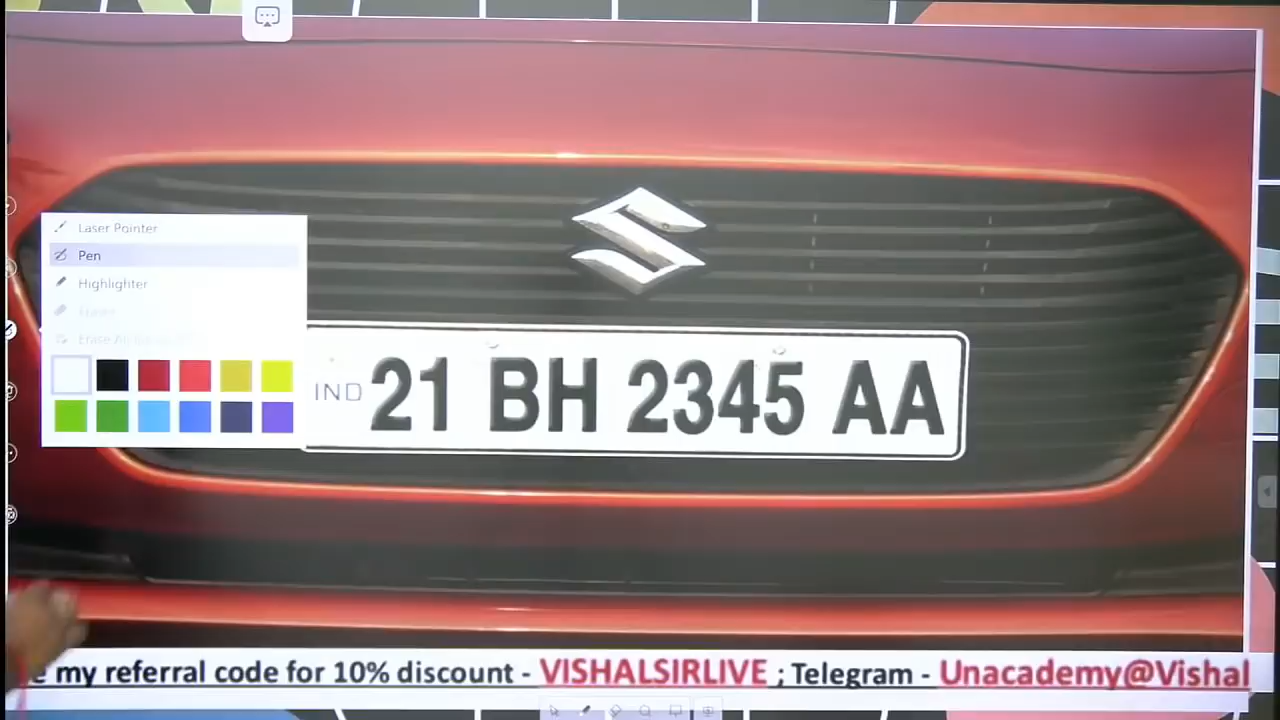 Laser Pointer
Pen
Highlighter
Eraser
IND 21 BH 2345 AA
my referral code for 10% discount - VISHALSIRLIVE ; Telegram - Unacademy@Vishal